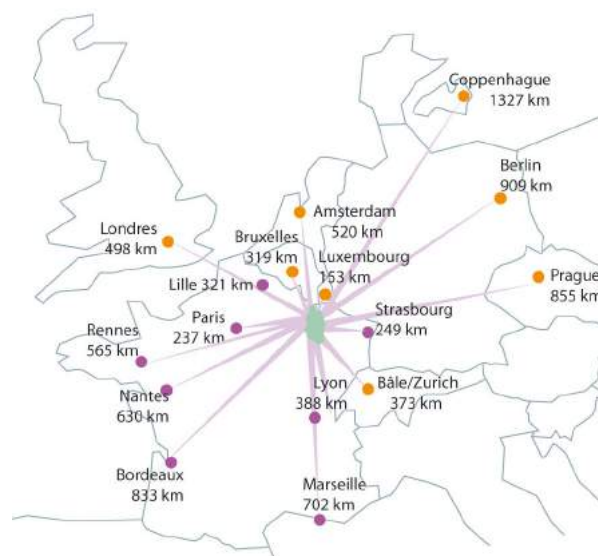 Coppenhague
1327 km
Berlin
909 km
Amsterdam
520 km
Londres
498 km
Bruxelles
319 km
Luxembourg
153 km
Prague
855 km
Lille 321 km
Paris
237 km
Strasbourg
249 km
Rennes
565 km
Nantes
630 km
Lyon
388 km
Bâle/Zurich
373 km
Bordeaux
833 km
Marseille
702 km